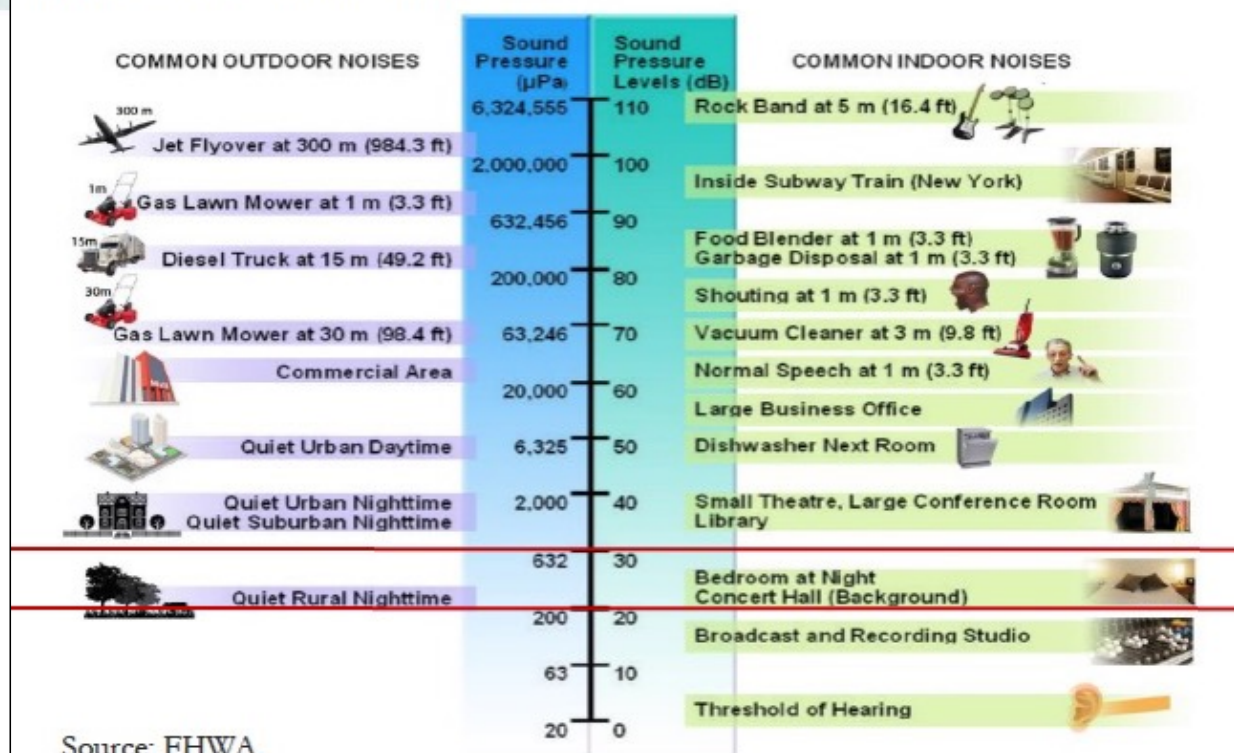 COMMON OUTDOOR NOISES
Sound
Pressure
(µPa)
Sound
Pressure
Levels (dB)
COMMON INDOOR NOISES
6,324,555
110
Rock Band at 5 m (16.4 ft)
300 m
Jet Flyover at 300 m (984.3 ft)
2,000,000
100
Inside Subway Train (New York)
1m
Gas Lawn Mower at 1 m (3.3 ft)
632,456
90
Food Blender at 1 m (3.3 ft)
Garbage Disposal at 1 m (3.3 ft)
15m
Diesel Truck at 15 m (49.2 ft)
200,000
80
Shouting at 1 m (3.3 ft)
30m
Gas Lawn Mower at 30 m (98.4 ft)
63,246
70
Vacuum Cleaner at 3 m (9.8 ft)
Commercial Area
Normal Speech at 1 m (3.3 ft)
20,000
60
Large Business Office
Quiet Urban Daytime
6,325
50
Dishwasher Next Room
Quiet Urban Nighttime
Quiet Suburban Nighttime
2,000
40
Small Theatre, Large Conference Room
Library
632
30
Bedroom at Night
Concert Hall (Background)
Quiet Rural Nighttime
200
20
Broadcast and Recording Studio
63
10
Threshold of Hearing
20
0
Source: FHWA